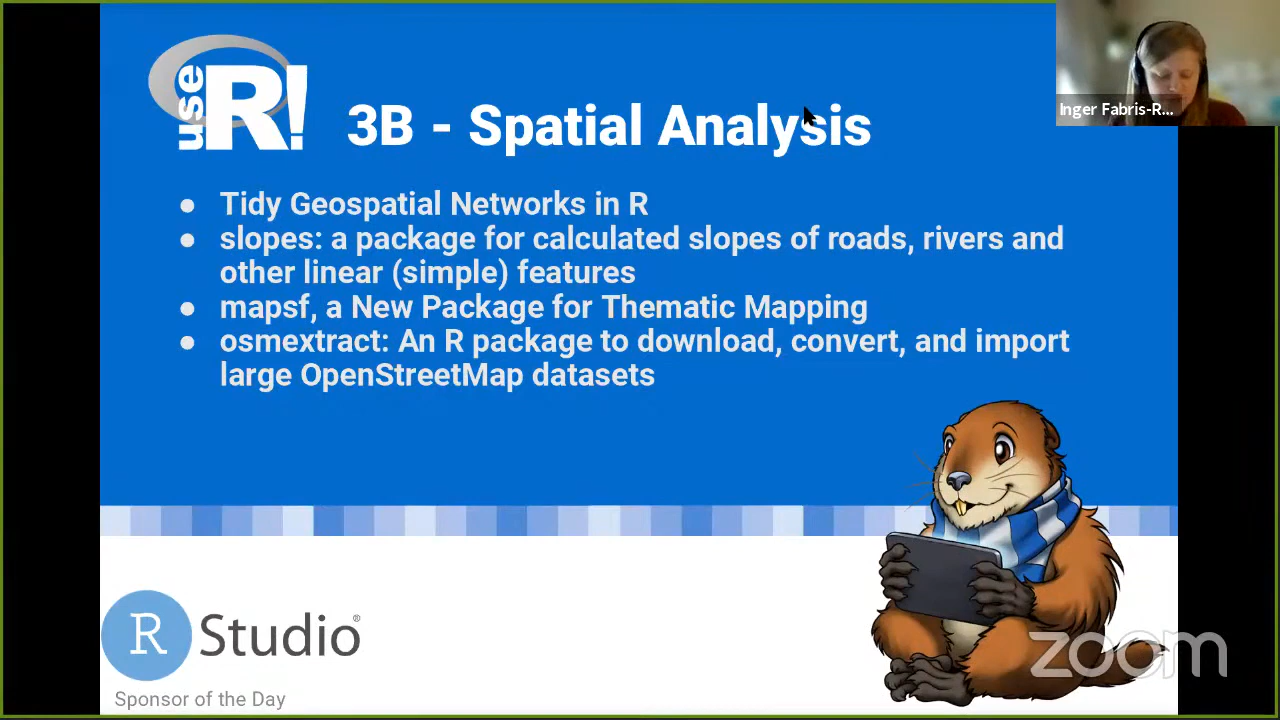 use
R!
3B - Spatial Analysis
Inger Fabris-R...
● Tidy Geospatial Networks in R
● slopes: a package for calculated slopes of roads, rivers and
other linear (simple) features
● mapsf, a New Package for Thematic Mapping
● osmextract: An R package to download, convert, and import
large OpenStreetMap datasets
R Studio®
Sponsor of the Day
zoom